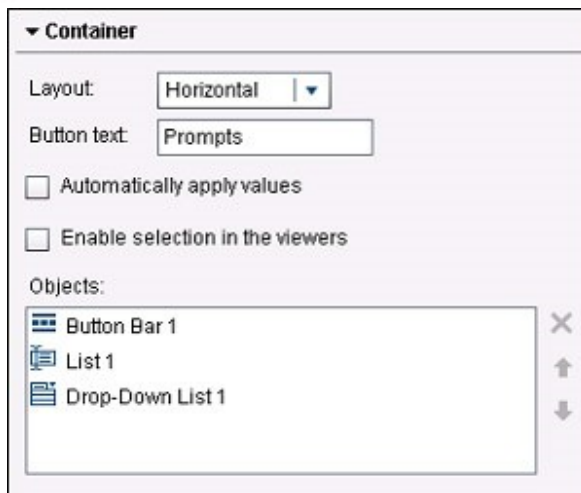 Container
Layout: Horizontal
Button text: Prompts
Automatically apply values
Enable selection in the viewers
Objects:
Button Bar 1
List 1
Drop-Down List 1